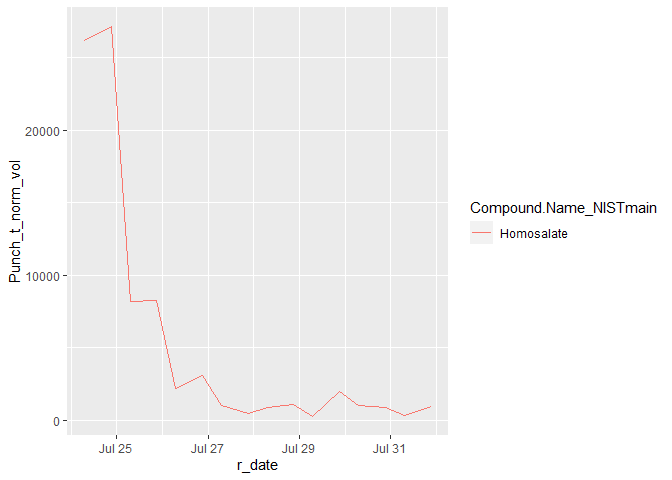 20000
10000
0
Punch_t_norm_vol
Jul 25
Jul 27
Jul 29
Jul 31
r_date
Compound.Name_NISTmain
Homosalate